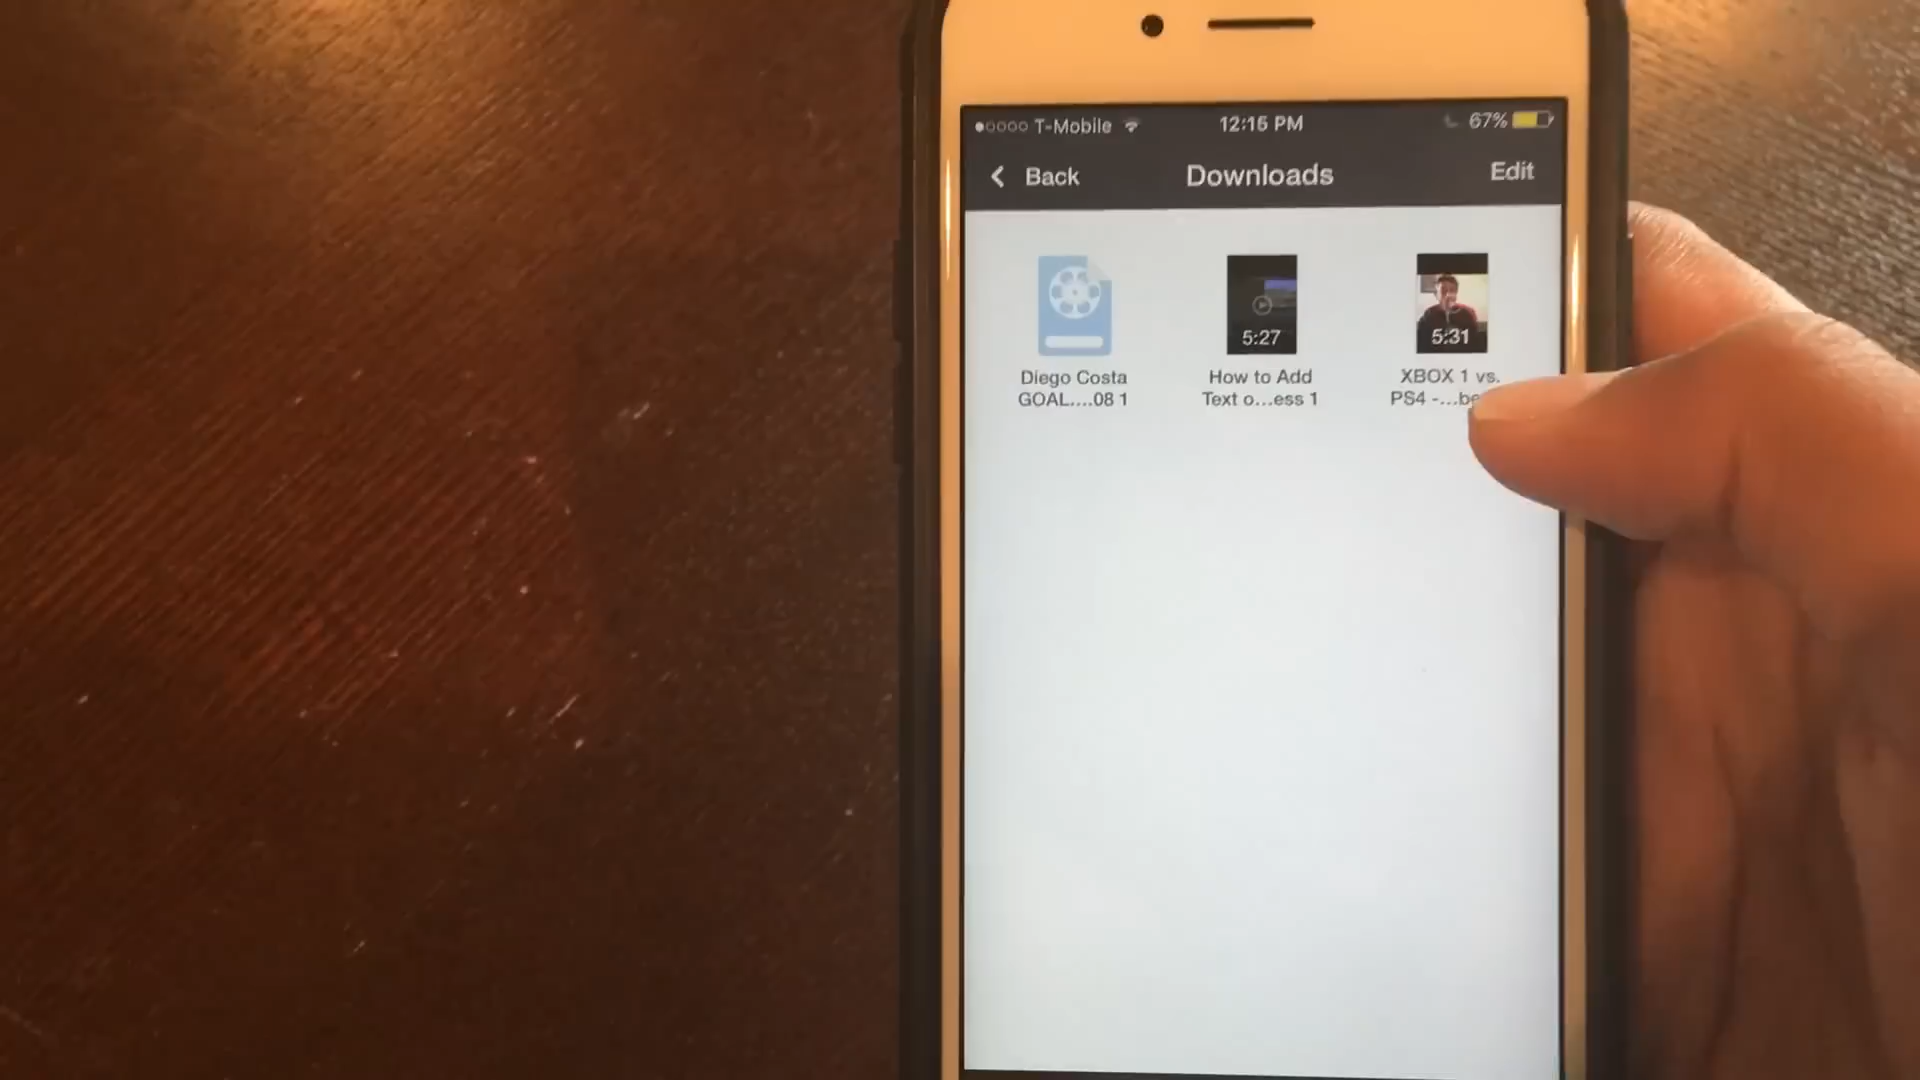 T-Mobile 12:15 PM 67%
Back Downloads Edit
5:27 5:31
Diego Costa How to Add XBOX 1 vs.
GOAL....08 1 Text o...ess 1 PS4 -...be